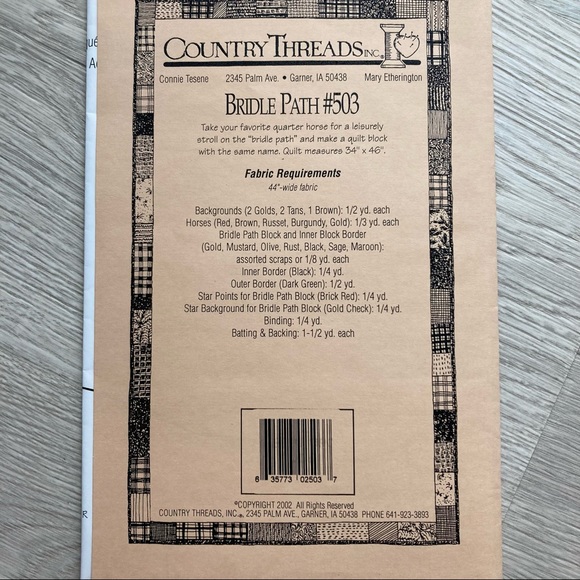 COUNTRY THREADS INC.®
Connie Tesene 2345 Palm Ave. • Garner, IA 50438 Mary Etherington
BRIDLE PATH #503
Take your favorite quarter horse for a leisurely
stroll on the "bridle path" and make a quilt block
with the same name. Quilt measures 34" x 46".
Fabric Requirements
44"-wide fabric
Backgrounds (2 Golds, 2 Tans, 1 Brown): 1/2 yd. each
Horses (Red, Brown, Russet, Burgundy, Gold): 1/3 yd. each
Bridle Path Block and Inner Block Border
(Gold, Mustard, Olive, Rust, Black, Sage, Maroon):
assorted scraps or 1/8 yd. each
Inner Border (Black): 1/4 yd.
Outer Border (Dark Green): 1/2 yd.
Star Points for Bridle Path Block (Brick Red): 1/4 yd.
Star Background for Bridle Path Block (Gold Check): 1/4 yd.
Binding: 1/4 yd.
Batting & Backing: 1-1/2 yd. each
6 35773 02503 7
©COPYRIGHT 2002 All Rights Reserved
COUNTRY THREADS, INC.®, 2345 PALM AVE., GARNER, IA 50438 PHONE 641-923-3893